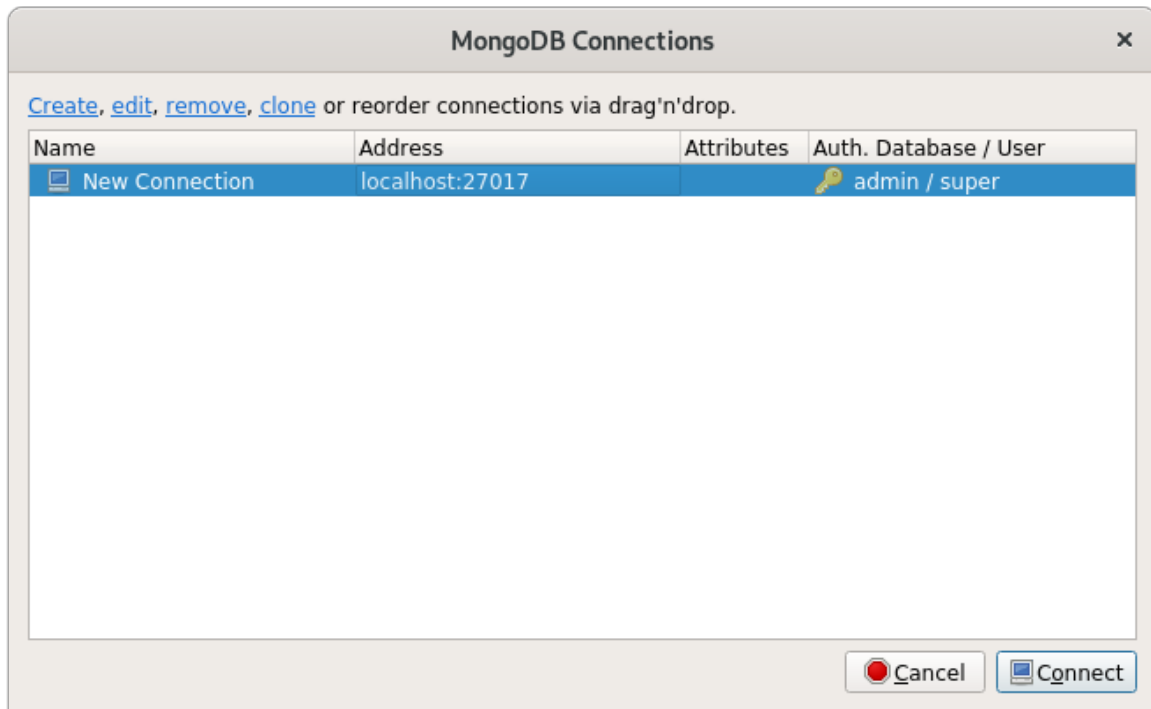 MongoDB Connections ×
Create, edit, remove, clone or reorder connections via drag'n'drop.
Name Address Attributes Auth. Database / User
New Connection localhost:27017 admin / super
Cancel Connect